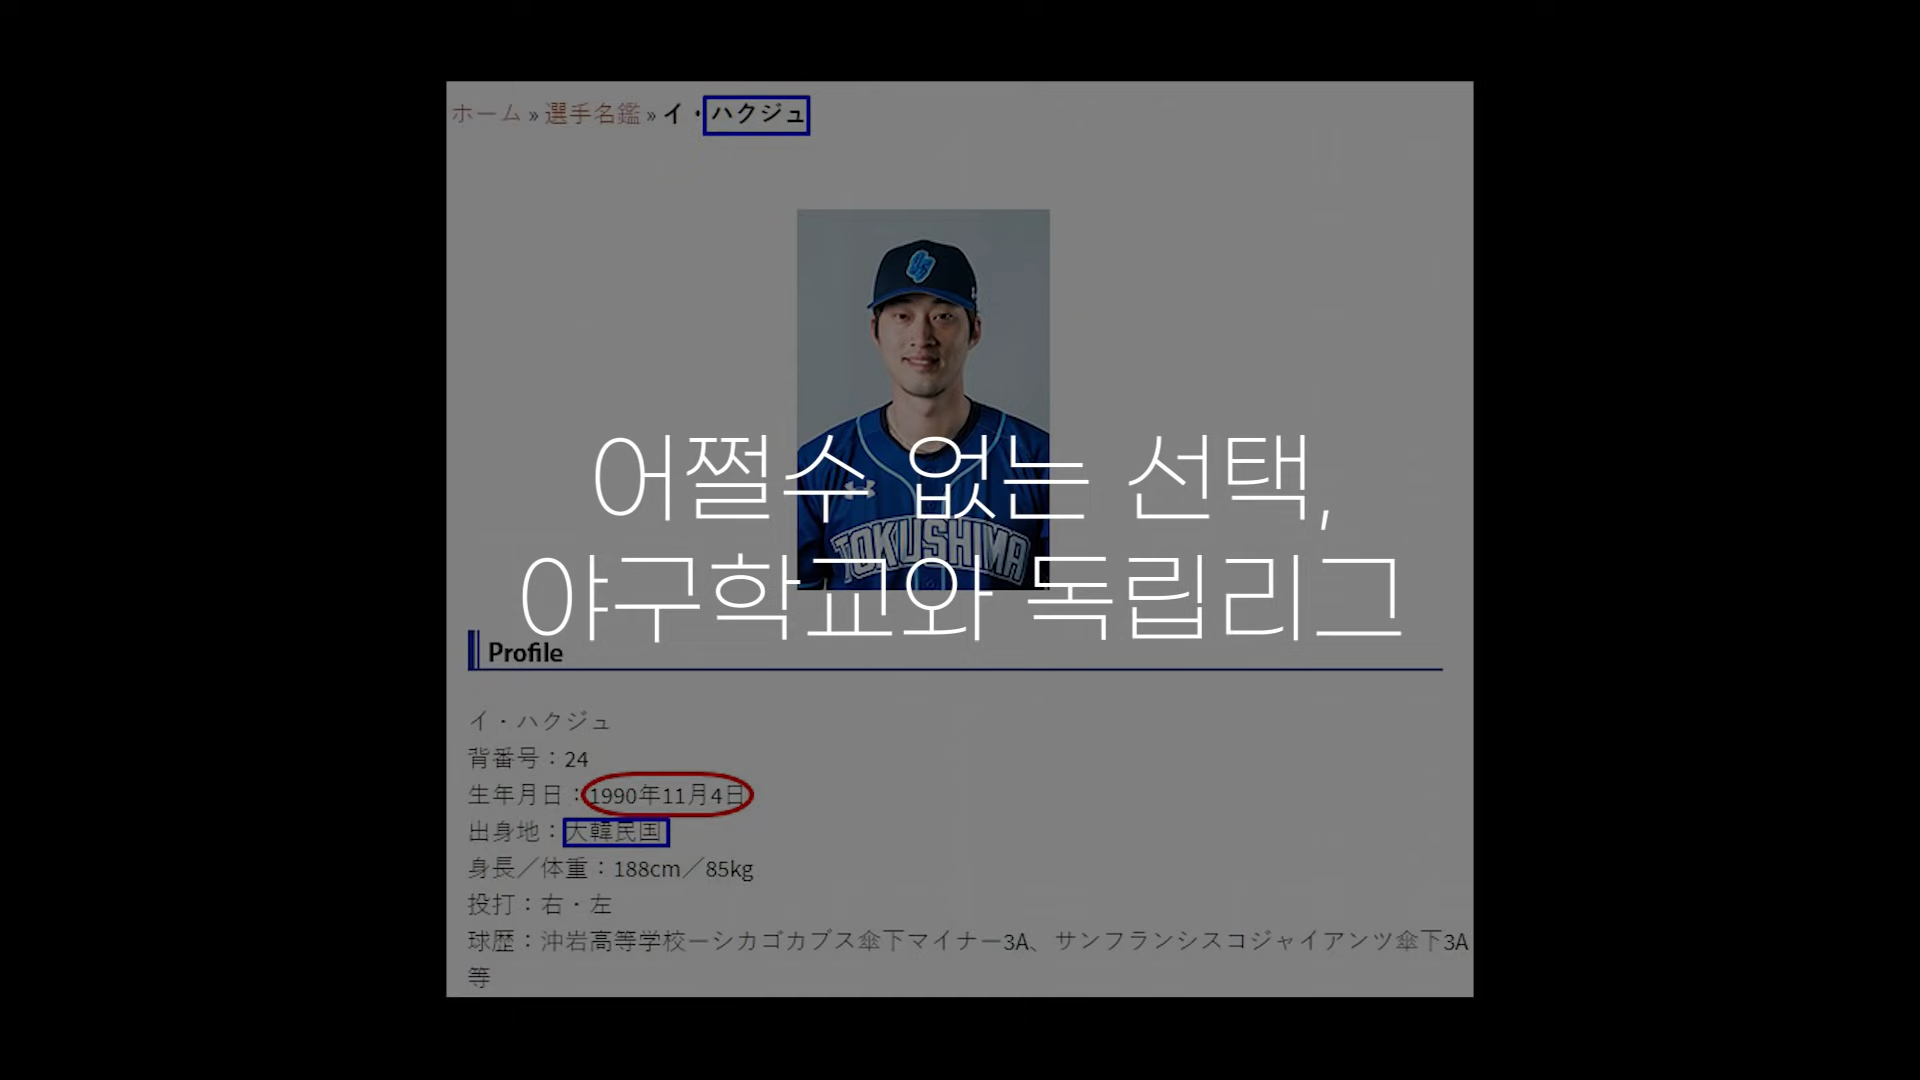 ホーム » 選手名鑑 » イ・ハクジュ
어쩔수 없는 선택,
TOKUSHIMA
야구학교와 독립리그
Profile
イ・ハクジュ
背番号：24
生年月日：1990年11月4日
出身地：大韓民国
身長／体重：188cm／85kg
投打：右・左
球歴：沖岩高等学校ーシカゴカブス傘下マイナー3A、サンフランシスコジャイアンツ傘下3A
等